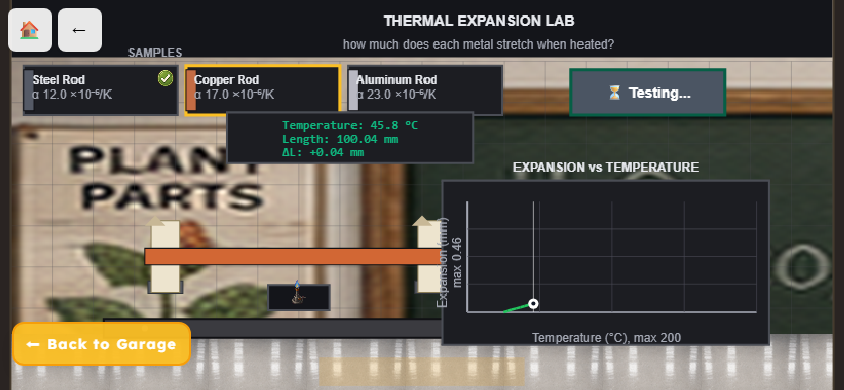 THERMAL EXPANSION LAB
how much does each metal stretch when heated?
SAMPLES
Steel Rod
α 12.0 ×10⁻⁶/K
Copper Rod
α 17.0 ×10⁻⁶/K
Aluminum Rod
α 23.0 ×10⁻⁶/K
Testing...
Temperature: 45.8 °C
Length: 100.04 mm
ΔL: +0.04 mm
PLANT
PARTS
EXPANSION vs TEMPERATURE
Expansion (mm)
max 0.46
Temperature (°C), max 200
← Back to Garage